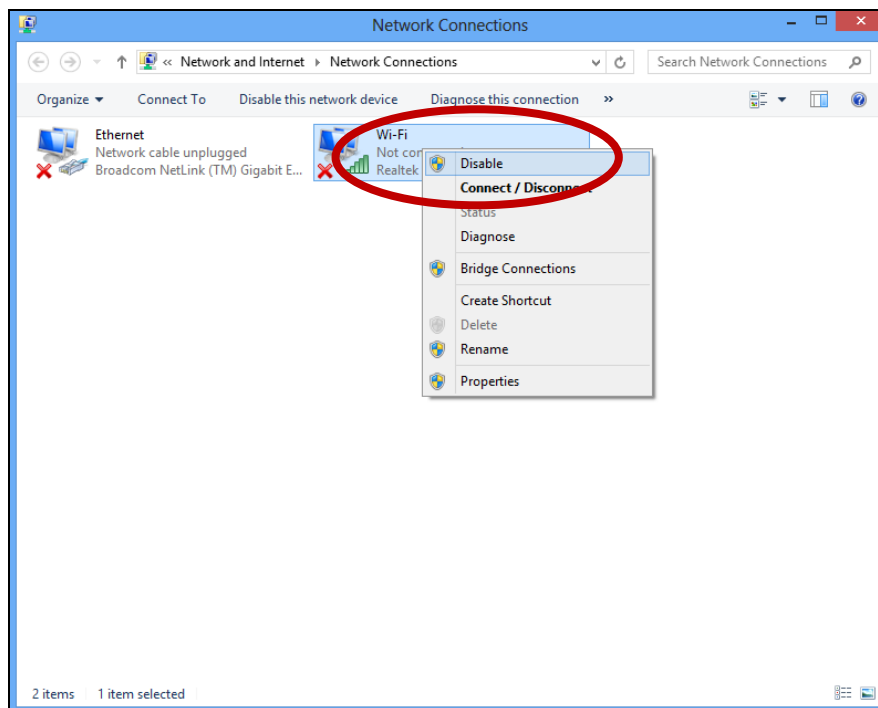 Network Connections
« Network and Internet Network Connections
Search Network Connections
Organize Connect To Disable this network device Diagnose this connection »
Ethernet
Network cable unplugged
Broadcom NetLink (TM) Gigabit E...
Wi-Fi
Not
Realtek
Disable
Connect / Disconnect
Status
Diagnose
Bridge Connections
Create Shortcut
Delete
Rename
Properties
2 items 1 item selected